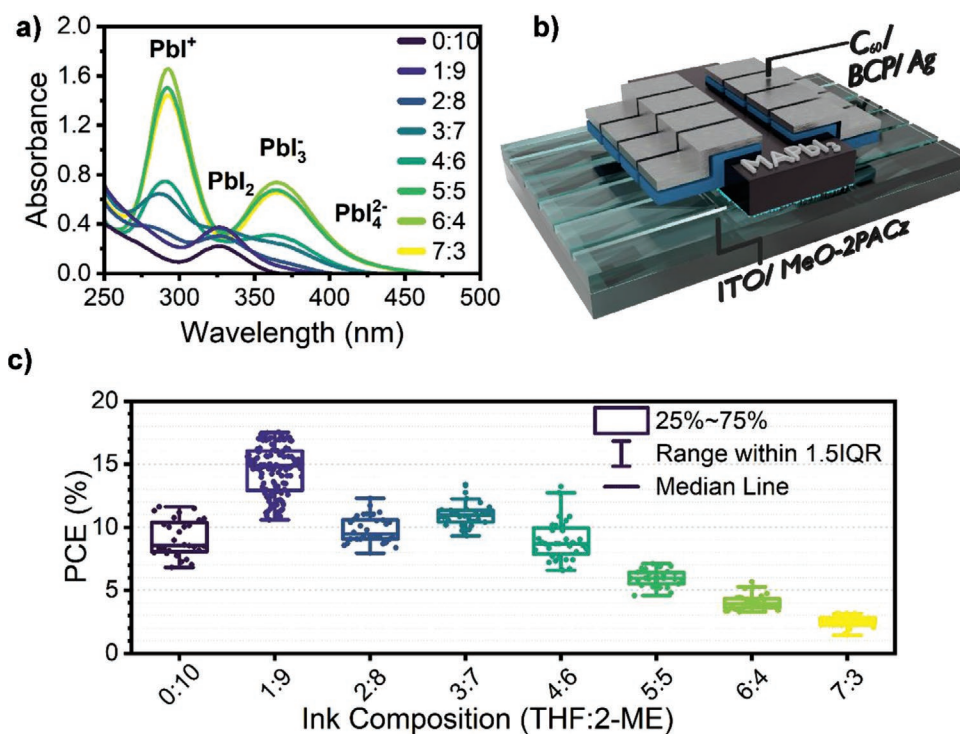 a)
2.0
1.6
1.2
0.8
0.4
0.0
Absorbance
PbI⁺
PbI₂
PbI₃⁻
PbI₄²⁻
0:10
1:9
2:8
3:7
4:6
5:5
6:4
7:3
250 300 350 400 450 500
Wavelength (nm)
b)
C₆₀/
BCP/ Ag
MAPbI₃
ITO/ MeO-2PACz
c)
20
15
10
5
0
PCE (%)
25%~75%
Range within 1.5IQR
Median Line
0:10 1:9 2:8 3:7 4:6 5:5 6:4 7:3
Ink Composition (THF:2-ME)